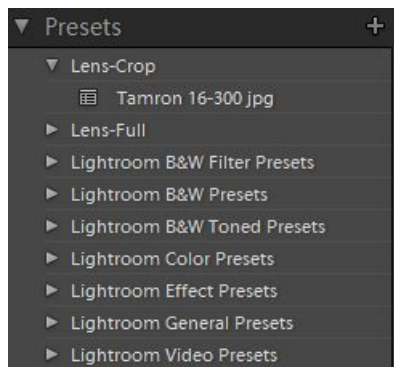 Presets
Lens-Crop
Tamron 16-300 jpg
Lens-Full
Lightroom B&W Filter Presets
Lightroom B&W Presets
Lightroom B&W Toned Presets
Lightroom Color Presets
Lightroom Effect Presets
Lightroom General Presets
Lightroom Video Presets